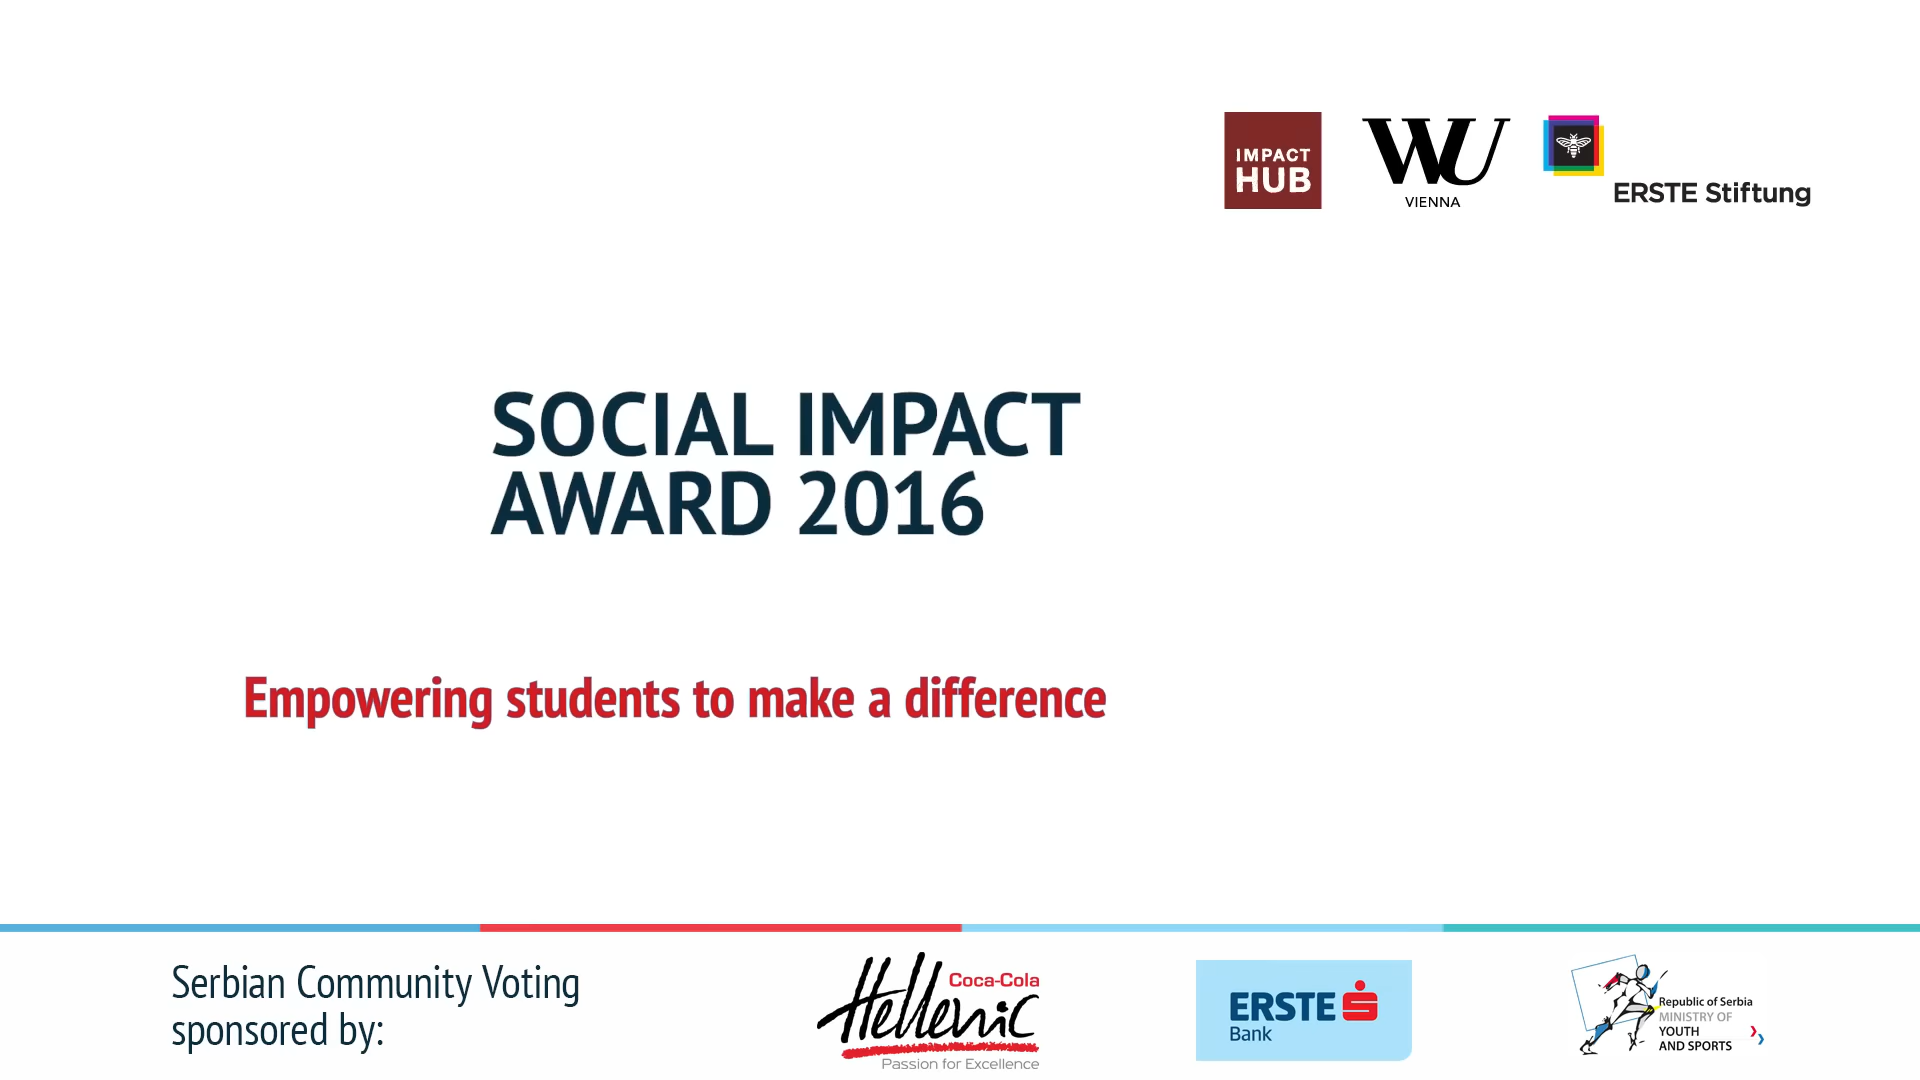 IMPACT
HUB
WU
VIENNA
ERSTE Stiftung
SOCIAL IMPACT
AWARD 2016
Empowering students to make a difference
Serbian Community Voting
sponsored by:
Coca-Cola
Hellenic
Passion for Excellence
ERSTE
Bank
Republic of Serbia
MINISTRY OF
YOUTH
AND SPORTS